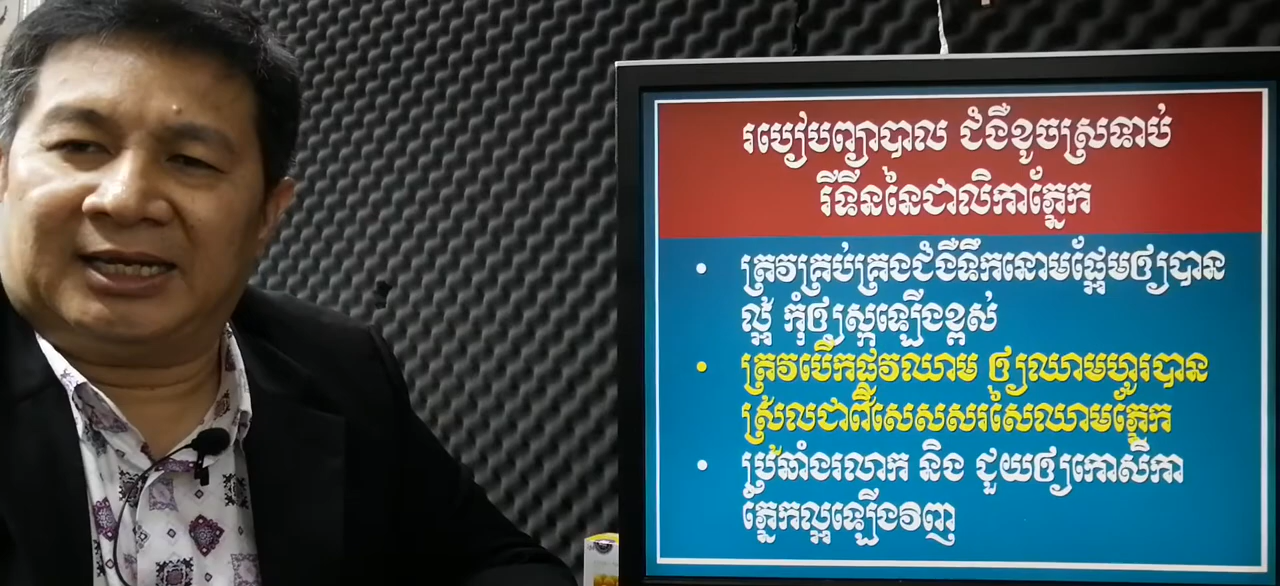 របៀបព្យាបាល ជំងឺខូចស្រទាប់
រីទីននៃជាលិកាភ្នែក
• ត្រូវគ្រប់គ្រងជំងឺទឹកនោមផ្អែមឲ្យបាន
ល្អ កុំឲ្យស្ករឡើងខ្ពស់
• ត្រូវបើកផ្លូវឈាម ឲ្យឈាមហូរបាន
ស្រួលជាពិសេសសរសៃឈាមភ្នែក
• ប្រឆាំងរលាក និង ជួយឲ្យកោសិកា
ភ្នែកល្អឡើងវិញ